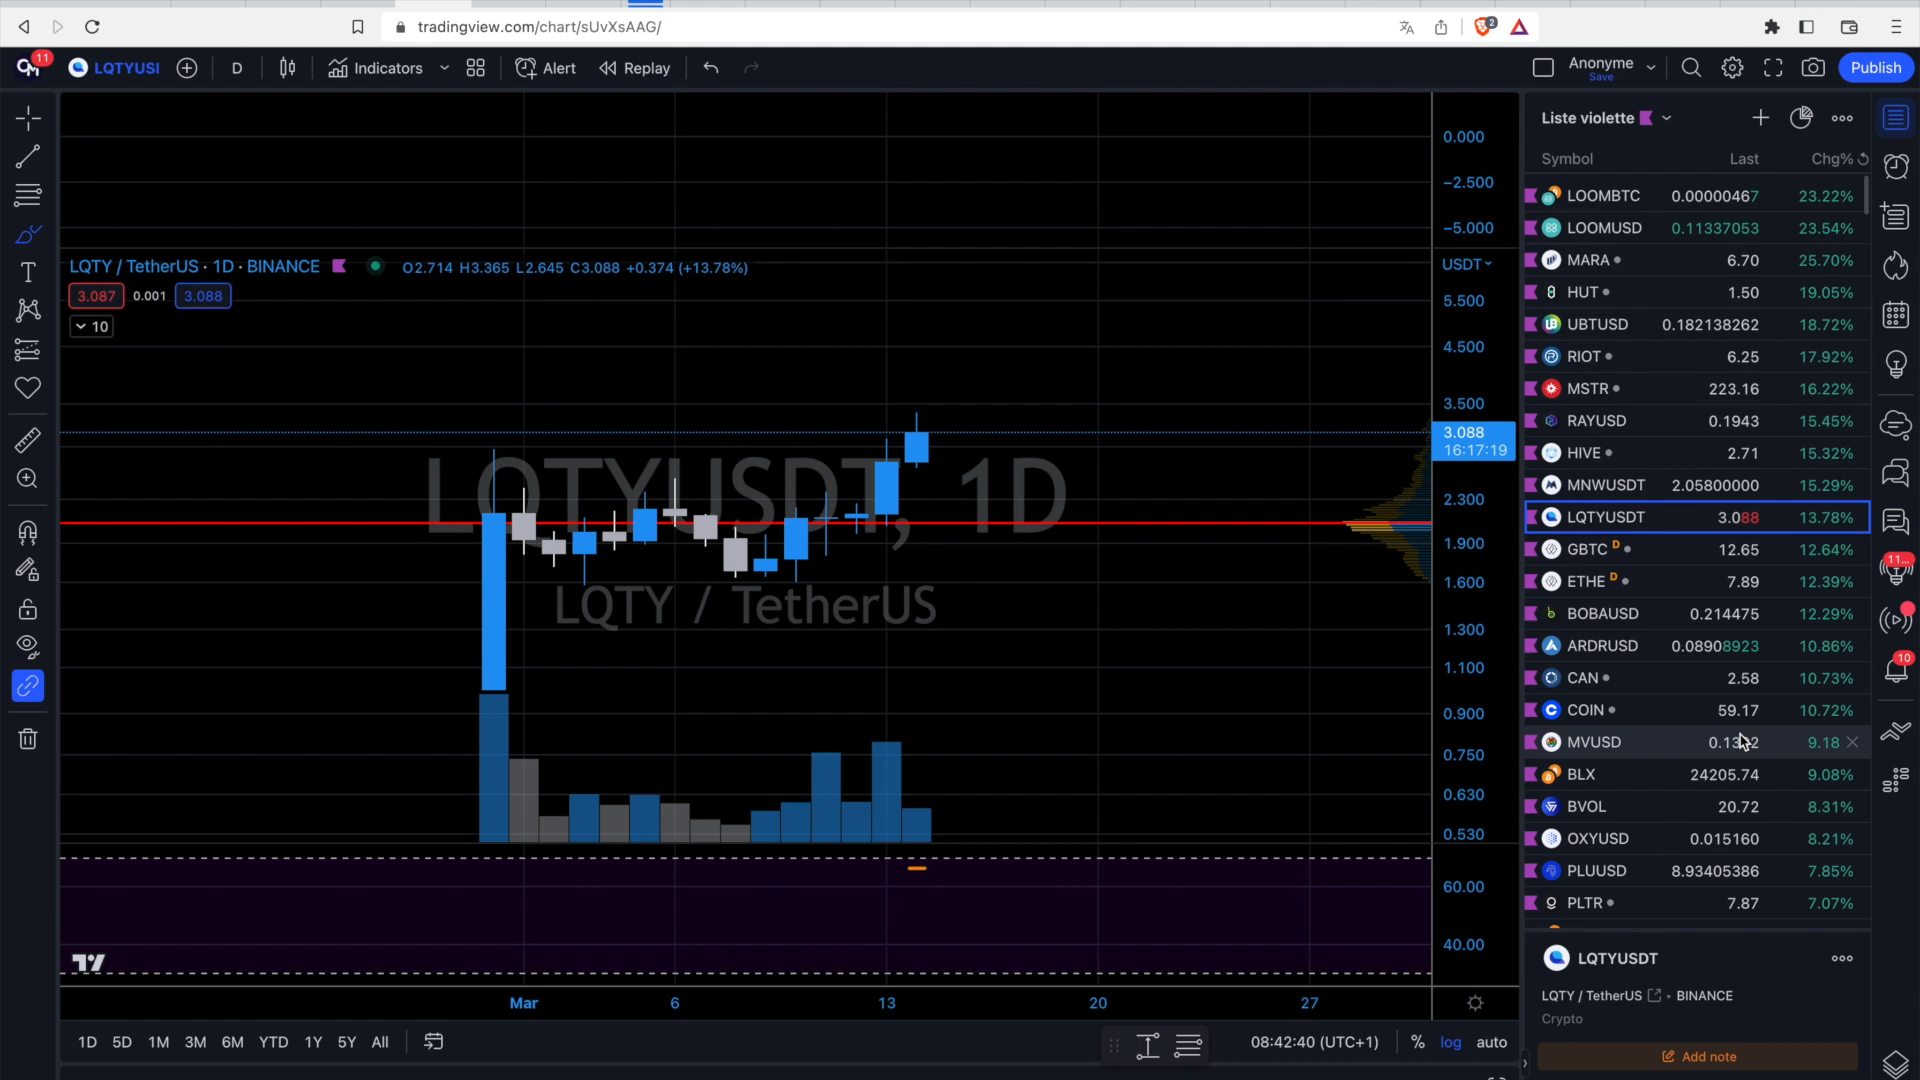 tradingview.com/chart/sUvXsAAG/
2
11
LQTYUSI
D
Indicators
Alert
Replay
Anonyme
Save
Publish
0.000
−2.500
−5.000
LQTY / TetherUS · 1D · BINANCE
O2.714 H3.365 L2.645 C3.088 +0.374 (+13.78%)
3.087
0.001
3.088
10
USDT
5.500
4.500
3.500
3.088
16:17:19
2.300
1.900
1.600
1.300
1.100
0.900
0.750
0.630
0.530
60.00
40.00
LQTYUSDT, 1D
LQTY / TetherUS
Mar
6
13
20
27
1D 5D 1M 3M 6M YTD 1Y 5Y All
08:42:40 (UTC+1)
% log auto
Liste violette
Symbol Last Chg%
LOOMBTC 0.00000467 23.22%
LOOMUSD 0.11337053 23.54%
MARA 6.70 25.70%
HUT 1.50 19.05%
UBTUSD 0.182138262 18.72%
RIOT 6.25 17.92%
MSTR 223.16 16.22%
RAYUSD 0.1943 15.45%
HIVE 2.71 15.32%
MNWUSDT 2.05800000 15.29%
LQTYUSDT 3.088 13.78%
GBTC D 12.65 12.64%
ETHE D 7.89 12.39%
BOBAUSD 0.214475 12.29%
ARDRUSD 0.08908923 10.86%
CAN 2.58 10.73%
COIN 59.17 10.72%
MVUSD 9.18
BLX 24205.74 9.08%
BVOL 20.72 8.31%
OXYUSD 0.015160 8.21%
PLUUSD 8.93405386 7.85%
PLTR 7.87 7.07%
LQTYUSDT
LQTY / TetherUS • BINANCE
Crypto
Add note
11...
10